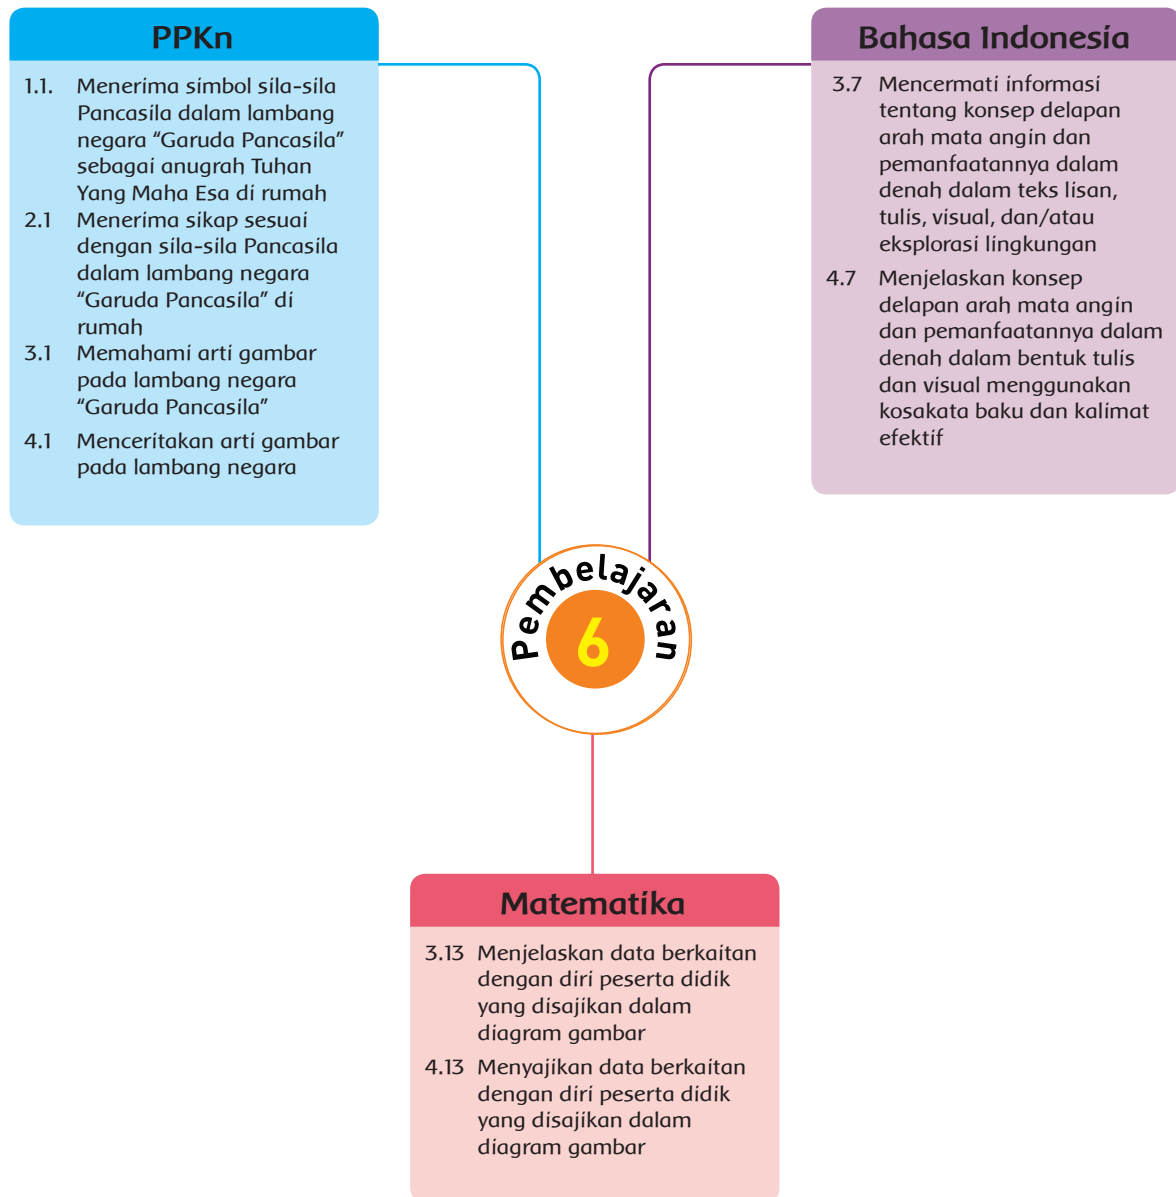 PPKn
1.1. Menerima simbol sila-sila
Pancasila dalam lambang
negara “Garuda Pancasila”
sebagai anugrah Tuhan
Yang Maha Esa di rumah
2.1 Menerima sikap sesuai
dengan sila-sila Pancasila
dalam lambang negara
“Garuda Pancasila” di
rumah
3.1 Memahami arti gambar
pada lambang negara
“Garuda Pancasila”
4.1 Menceritakan arti gambar
pada lambang negara
Bahasa Indonesia
3.7 Mencermati informasi
tentang konsep delapan
arah mata angin dan
pemanfaatannya dalam
denah dalam teks lisan,
tulis, visual, dan/atau
eksplorasi lingkungan
4.7 Menjelaskan konsep
delapan arah mata angin
dan pemanfaatannya dalam
denah dalam bentuk tulis
dan visual menggunakan
kosakata baku dan kalimat
efektif
Pembelajaran
6
Matematika
3.13 Menjelaskan data berkaitan
dengan diri peserta didik
yang disajikan dalam
diagram gambar
4.13 Menyajikan data berkaitan
dengan diri peserta didik
yang disajikan dalam
diagram gambar